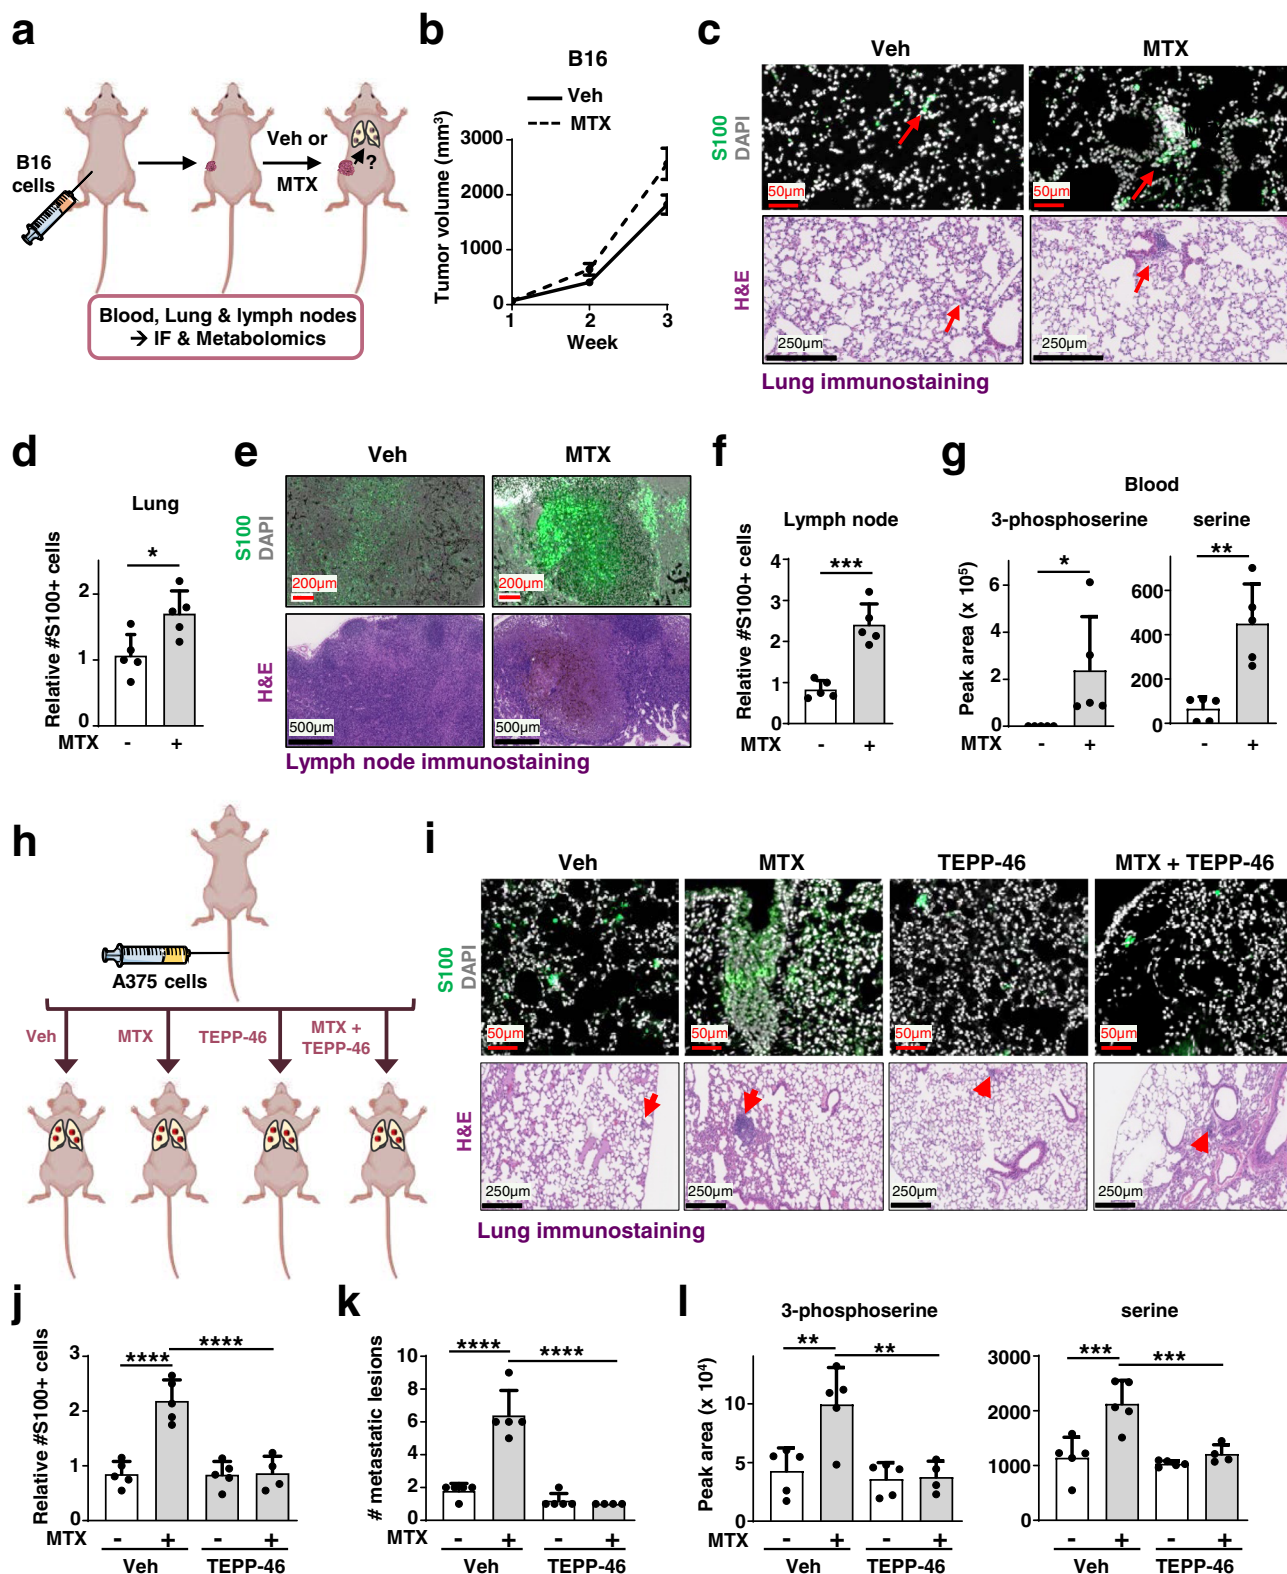 a
B16
cells
Veh or
MTX
?
Blood, Lung & lymph nodes
→ IF & Metabolomics
b
B16
Veh
MTX
Tumor volume (mm³)
3000
2000
1000
0
1
2
3
Week
c
Veh
MTX
S100
DAPI
50µm
50µm
H&E
250µm
250µm
Lung immunostaining
d
Lung
Relative #S100+ cells
*
2
1
0
MTX
-
+
e
Veh
MTX
S100
DAPI
200µm
200µm
H&E
500µm
500µm
Lymph node immunostaining
f
Lymph node
Relative #S100+ cells
***
4
3
2
1
0
MTX
-
+
g
Blood
3-phosphoserine
serine
Peak area (x 10⁵)
*
6
4
2
0
MTX
-
+
**
600
400
200
0
-
+
h
A375 cells
Veh
MTX
TEPP-46
MTX +
TEPP-46
i
Veh
MTX
TEPP-46
MTX + TEPP-46
S100
DAPI
50µm
50µm
50µm
50µm
H&E
250µm
250µm
250µm
250µm
Lung immunostaining
j
Relative #S100+ cells
****
****
3
2
1
0
MTX
-
+
-
+
Veh
TEPP-46
k
# metastatic lesions
****
****
10
8
6
4
2
0
MTX
-
+
-
+
Veh
TEPP-46
l
3-phosphoserine
serine
Peak area (x 10⁴)
**
**
10
5
0
MTX
-
+
-
+
Veh
TEPP-46
***
***
3000
2000
1000
0
-
+
-
+
Veh
TEPP-46